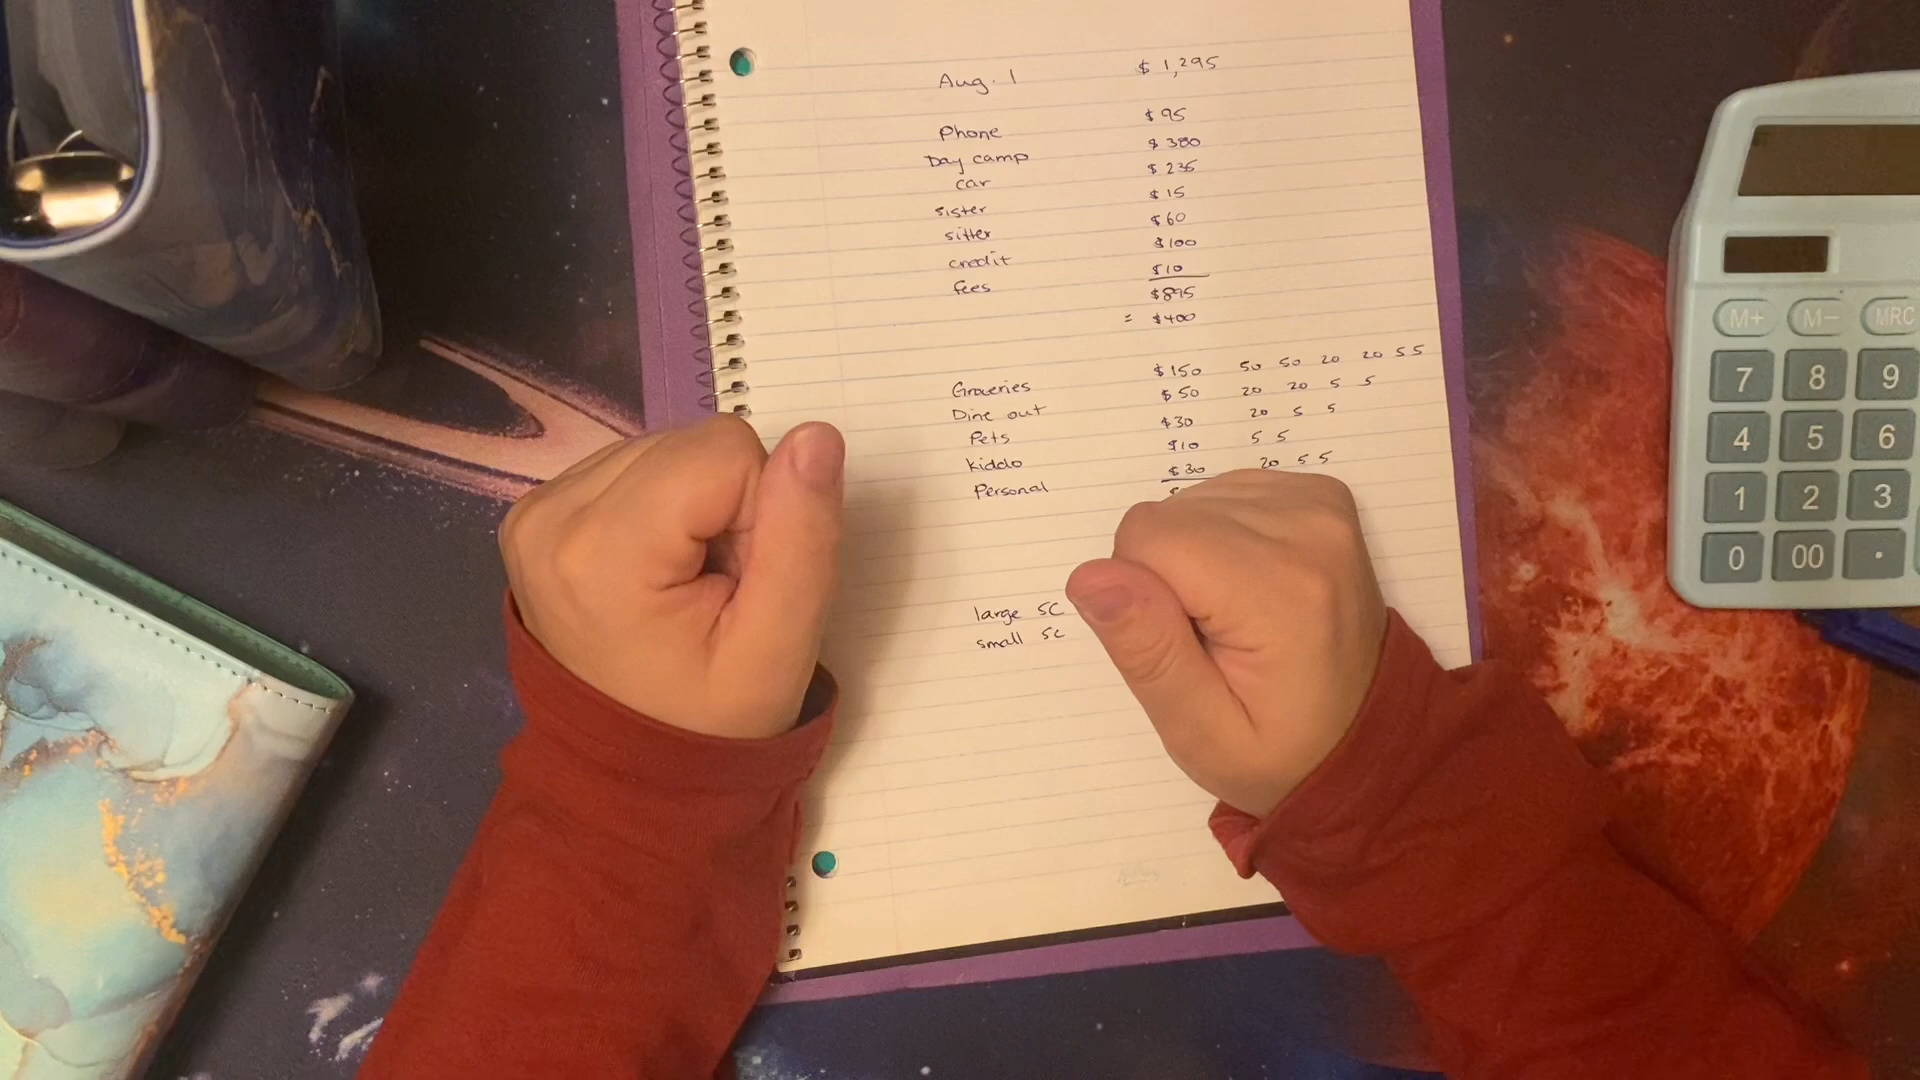 Aug. 1 $ 1,295
Phone $ 95
Day camp $ 380
car $ 235
sister $ 15
sitter $ 60
credit $ 100
fees $ 10
$ 895
= $ 400
Groceries $ 150 50 50 20 20 5 5
Dine out $ 50 20 20 5 5
Pets $ 30 20 5 5
kiddo $ 10 5 5
Personal $ 30 20 5 5
large SC
small SC
M+ M− MRC
7 8 9
4 5 6
1 2 3
0 00 .